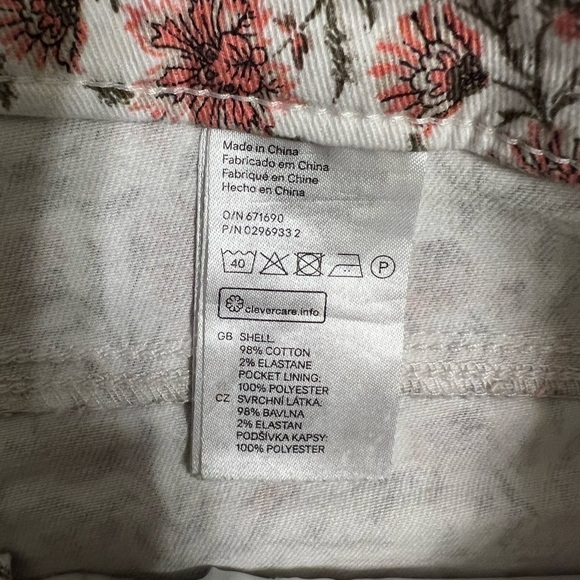 Made in China
Fabricado em China
Fabriqué en Chine
Hecho en China
O/N 671690
P/N 0296933 2
40
P
clevercare.info
GB SHELL
98% COTTON
2% ELASTANE
POCKET LINING:
100% POLYESTER
CZ SVRCHNÍ LÁTKA:
98% BAVLNA
2% ELASTAN
PODŠÍVKA KAPSY:
100% POLYESTER